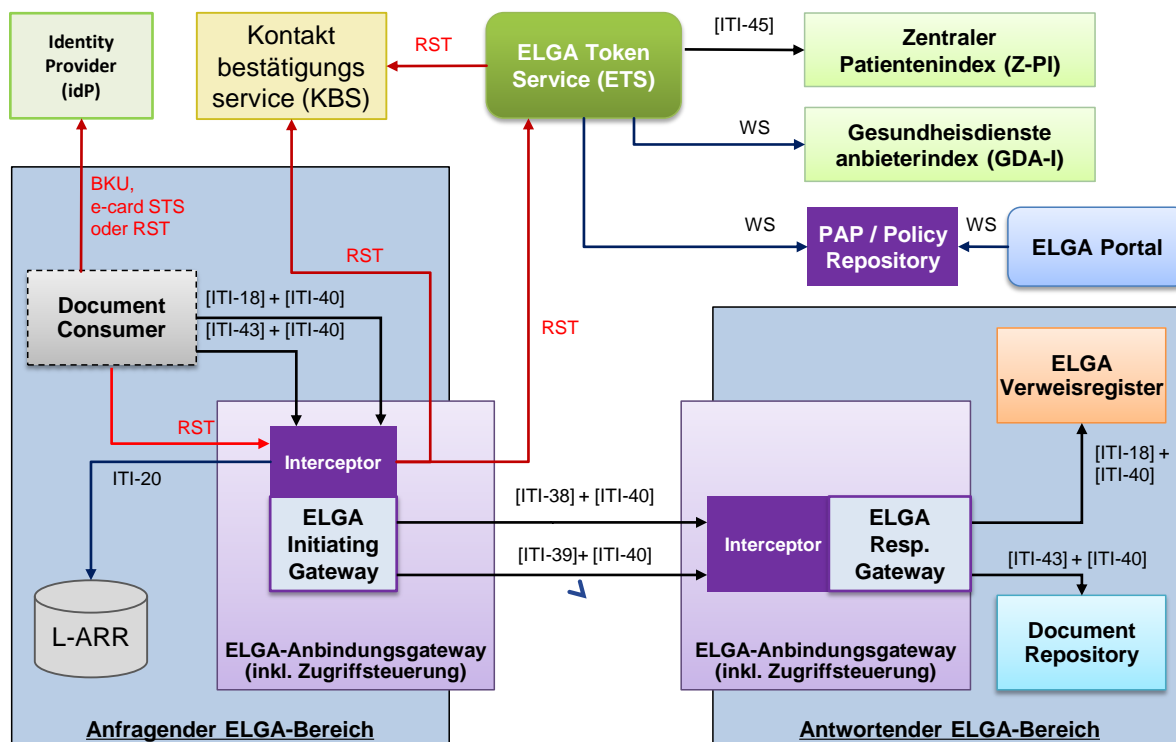 Identity
Provider
(idP)
Kontakt
bestätigungs
service (KBS)
RST
ELGA Token
Service (ETS)
[ITI-45]
Zentraler
Patientenindex (Z-PI)
WS
Gesundheisdienste
anbieterindex (GDA-I)
BKU,
e-card STS
oder RST
RST
WS
PAP / Policy
Repository
WS
ELGA Portal
Document
Consumer
[ITI-18] + [ITI-40]
[ITI-43] + [ITI-40]
RST
ELGA
Verweisregister
RST
Interceptor
ITI-20
ELGA
Initiating
Gateway
[ITI-38] + [ITI-40]
[ITI-39]+ [ITI-40]
Interceptor
ELGA
Resp.
Gateway
[ITI-18] +
[ITI-40]
[ITI-43] + [ITI-40]
L-ARR
Document
Repository
ELGA-Anbindungsgateway
(inkl. Zugriffsteuerung)
ELGA-Anbindungsgateway
(inkl. Zugriffsteuerung)
Anfragender ELGA-Bereich
Antwortender ELGA-Bereich